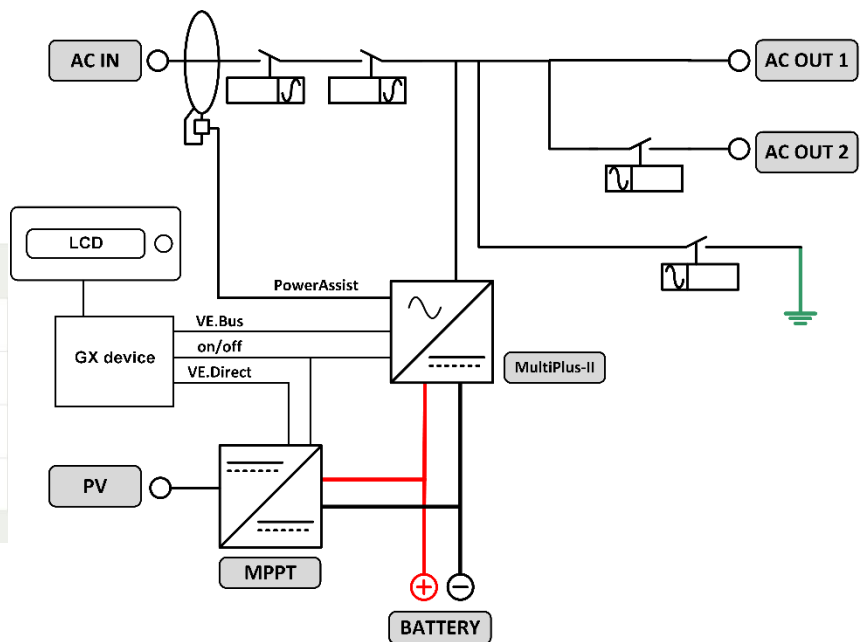 AC IN
AC OUT 1
AC OUT 2
LCD
PowerAssist
VE.Bus
GX device
on/off
MultiPlus-II
VE.Direct
PV
MPPT
+
−
BATTERY